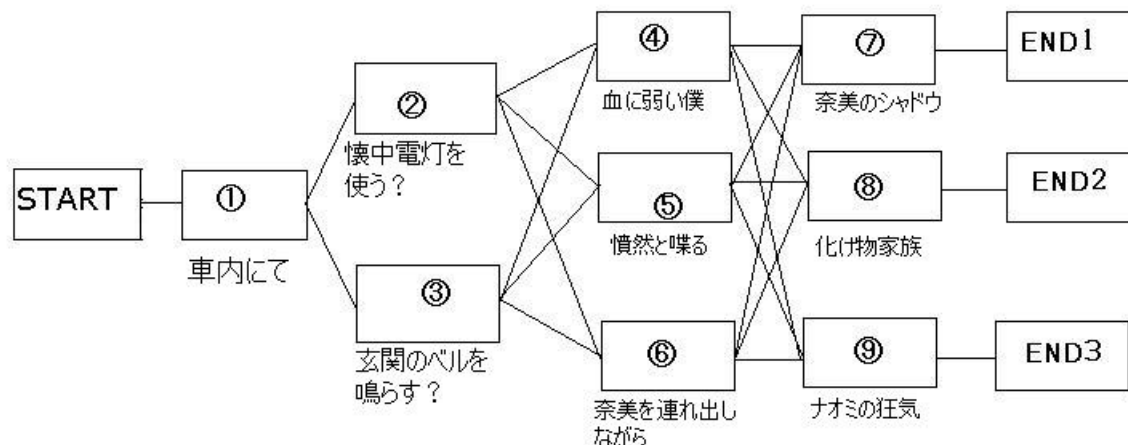 START
①
車内にて
②
懐中電灯を
使う？
③
玄関のベルを
鳴らす？
④
血に弱い僕
⑤
憤然と喋る
⑥
奈美を連れ出し
ながら
⑦
奈美のシャドウ
⑧
化け物家族
⑨
ナオミの狂気
END1
END2
END3